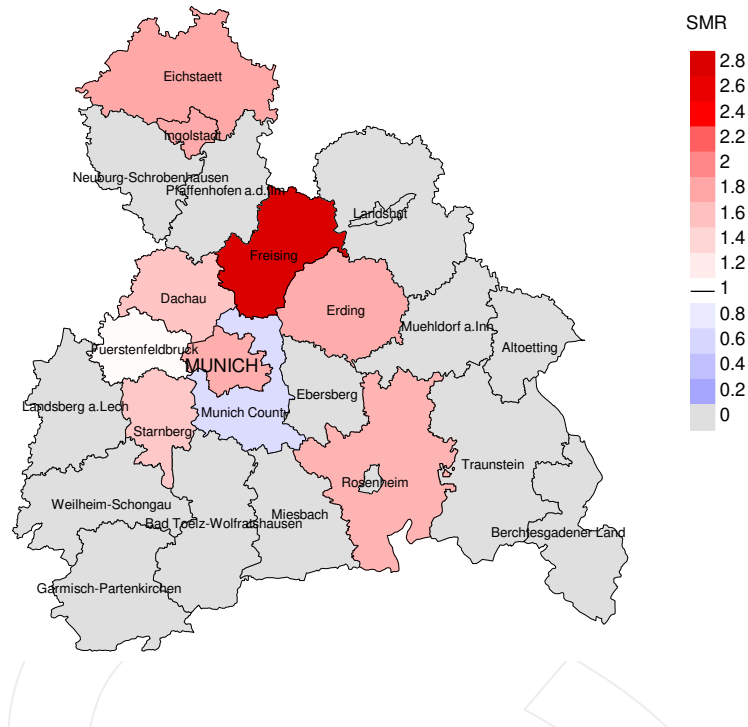 SMR
2.8
2.6
2.4
2.2
2
1.8
1.6
1.4
1.2
1
0.8
0.6
0.4
0.2
0
Eichstaett
Ingolstadt
Neuburg-Schrobenhausen
Pfaffenhofen a.d.Ilm
Landshut
Freising
Dachau
Erding
Muehldorf a.Inn
Altoetting
Fuerstenfeldbruck
MUNICH
Ebersberg
Landsberg a.Lech
Munich County
Starnberg
Traunstein
Rosenheim
Weilheim-Schongau
Miesbach
Bad Toelz-Wolfratshausen
Berchtesgadener Land
Garmisch-Partenkirchen